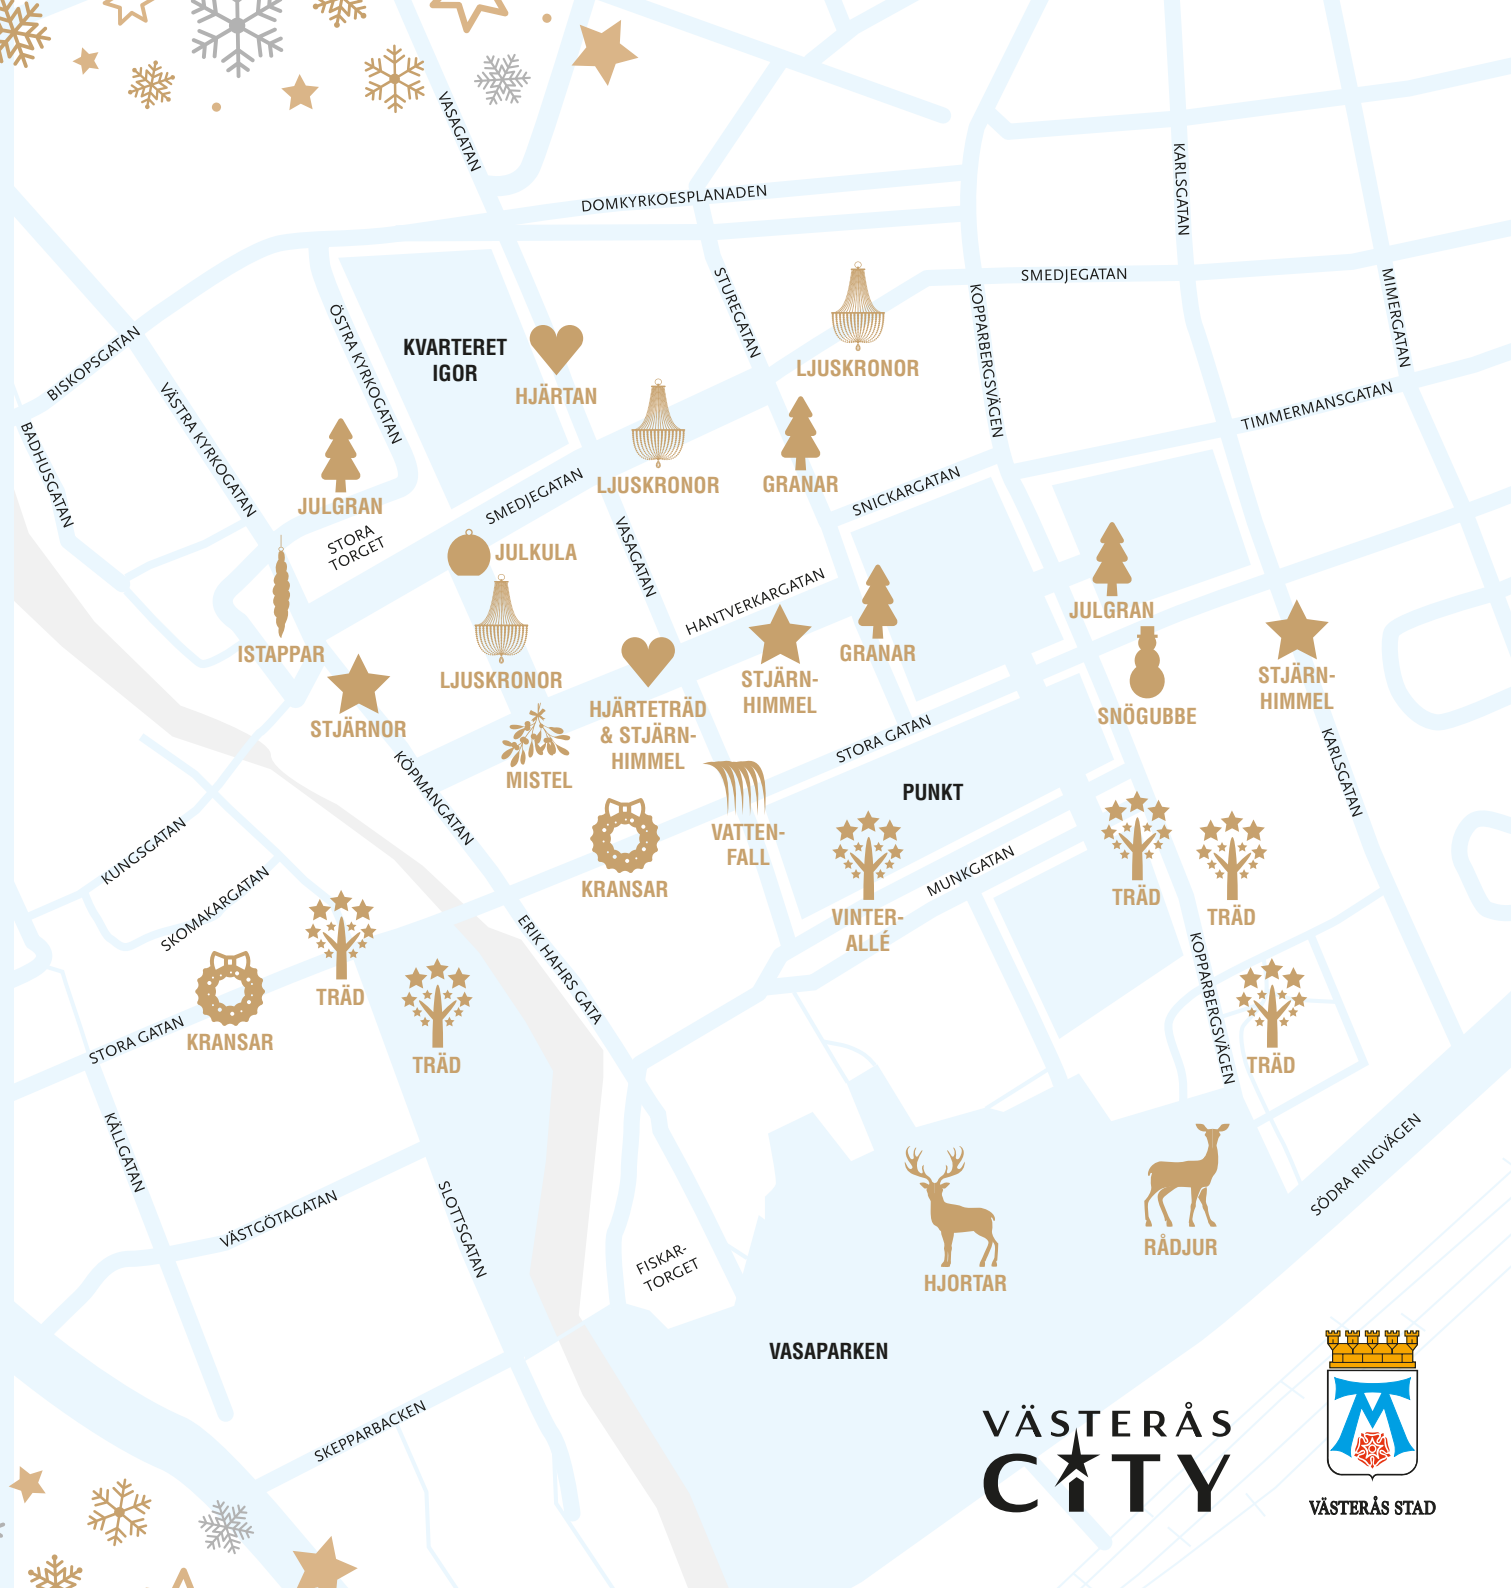 VASAGATAN
KARLSGATAN
DOMKYRKOESPLANADEN
SMEDJEGATAN
STUREGATAN
KOPPARBERGSVÄGEN
MIMERGATAN
BISKOPSGATAN
ÖSTRA KYRKOGATAN
KVARTERET
IGOR
HJÄRTAN
LJUSKRONOR
VÄSTRA KYRKOGATAN
TIMMERMANSGATAN
BADHUSGATAN
JULGRAN
LJUSKRONOR
GRANAR
SNICKARGATAN
SMEDJEGATAN
STORA
TORGET
JULKULA
VASAGATAN
HANTVERKARGATAN
JULGRAN
ISTAPPAR
LJUSKRONOR
GRANAR
STJÄRN-
HIMMEL
STJÄRN-
HIMMEL
STJÄRNOR
HJÄRTETRÄD
& STJÄRN-
HIMMEL
SNÖGUBBE
STORA GATAN
KÖPMANGATAN
MISTEL
KARLSGATAN
PUNKT
VATTEN-
FALL
KUNGSGATAN
KRANSAR
MUNKGATAN
TRÄD
TRÄD
SKOMAKARGATAN
VINTER-
ALLÉ
ERIK HAHRS GATA
TRÄD
KOPPARBERGSVÄGEN
KRANSAR
STORA GATAN
TRÄD
TRÄD
KÄLLGATAN
SÖDRA RINGVÄGEN
VÄSTGÖTAGATAN
SLOTTSGATAN
FISKAR-
TORGET
RÅDJUR
HJORTAR
VASAPARKEN
SKEPPARBACKEN
VÄSTERÅS
CITY
VÄSTERÅS STAD